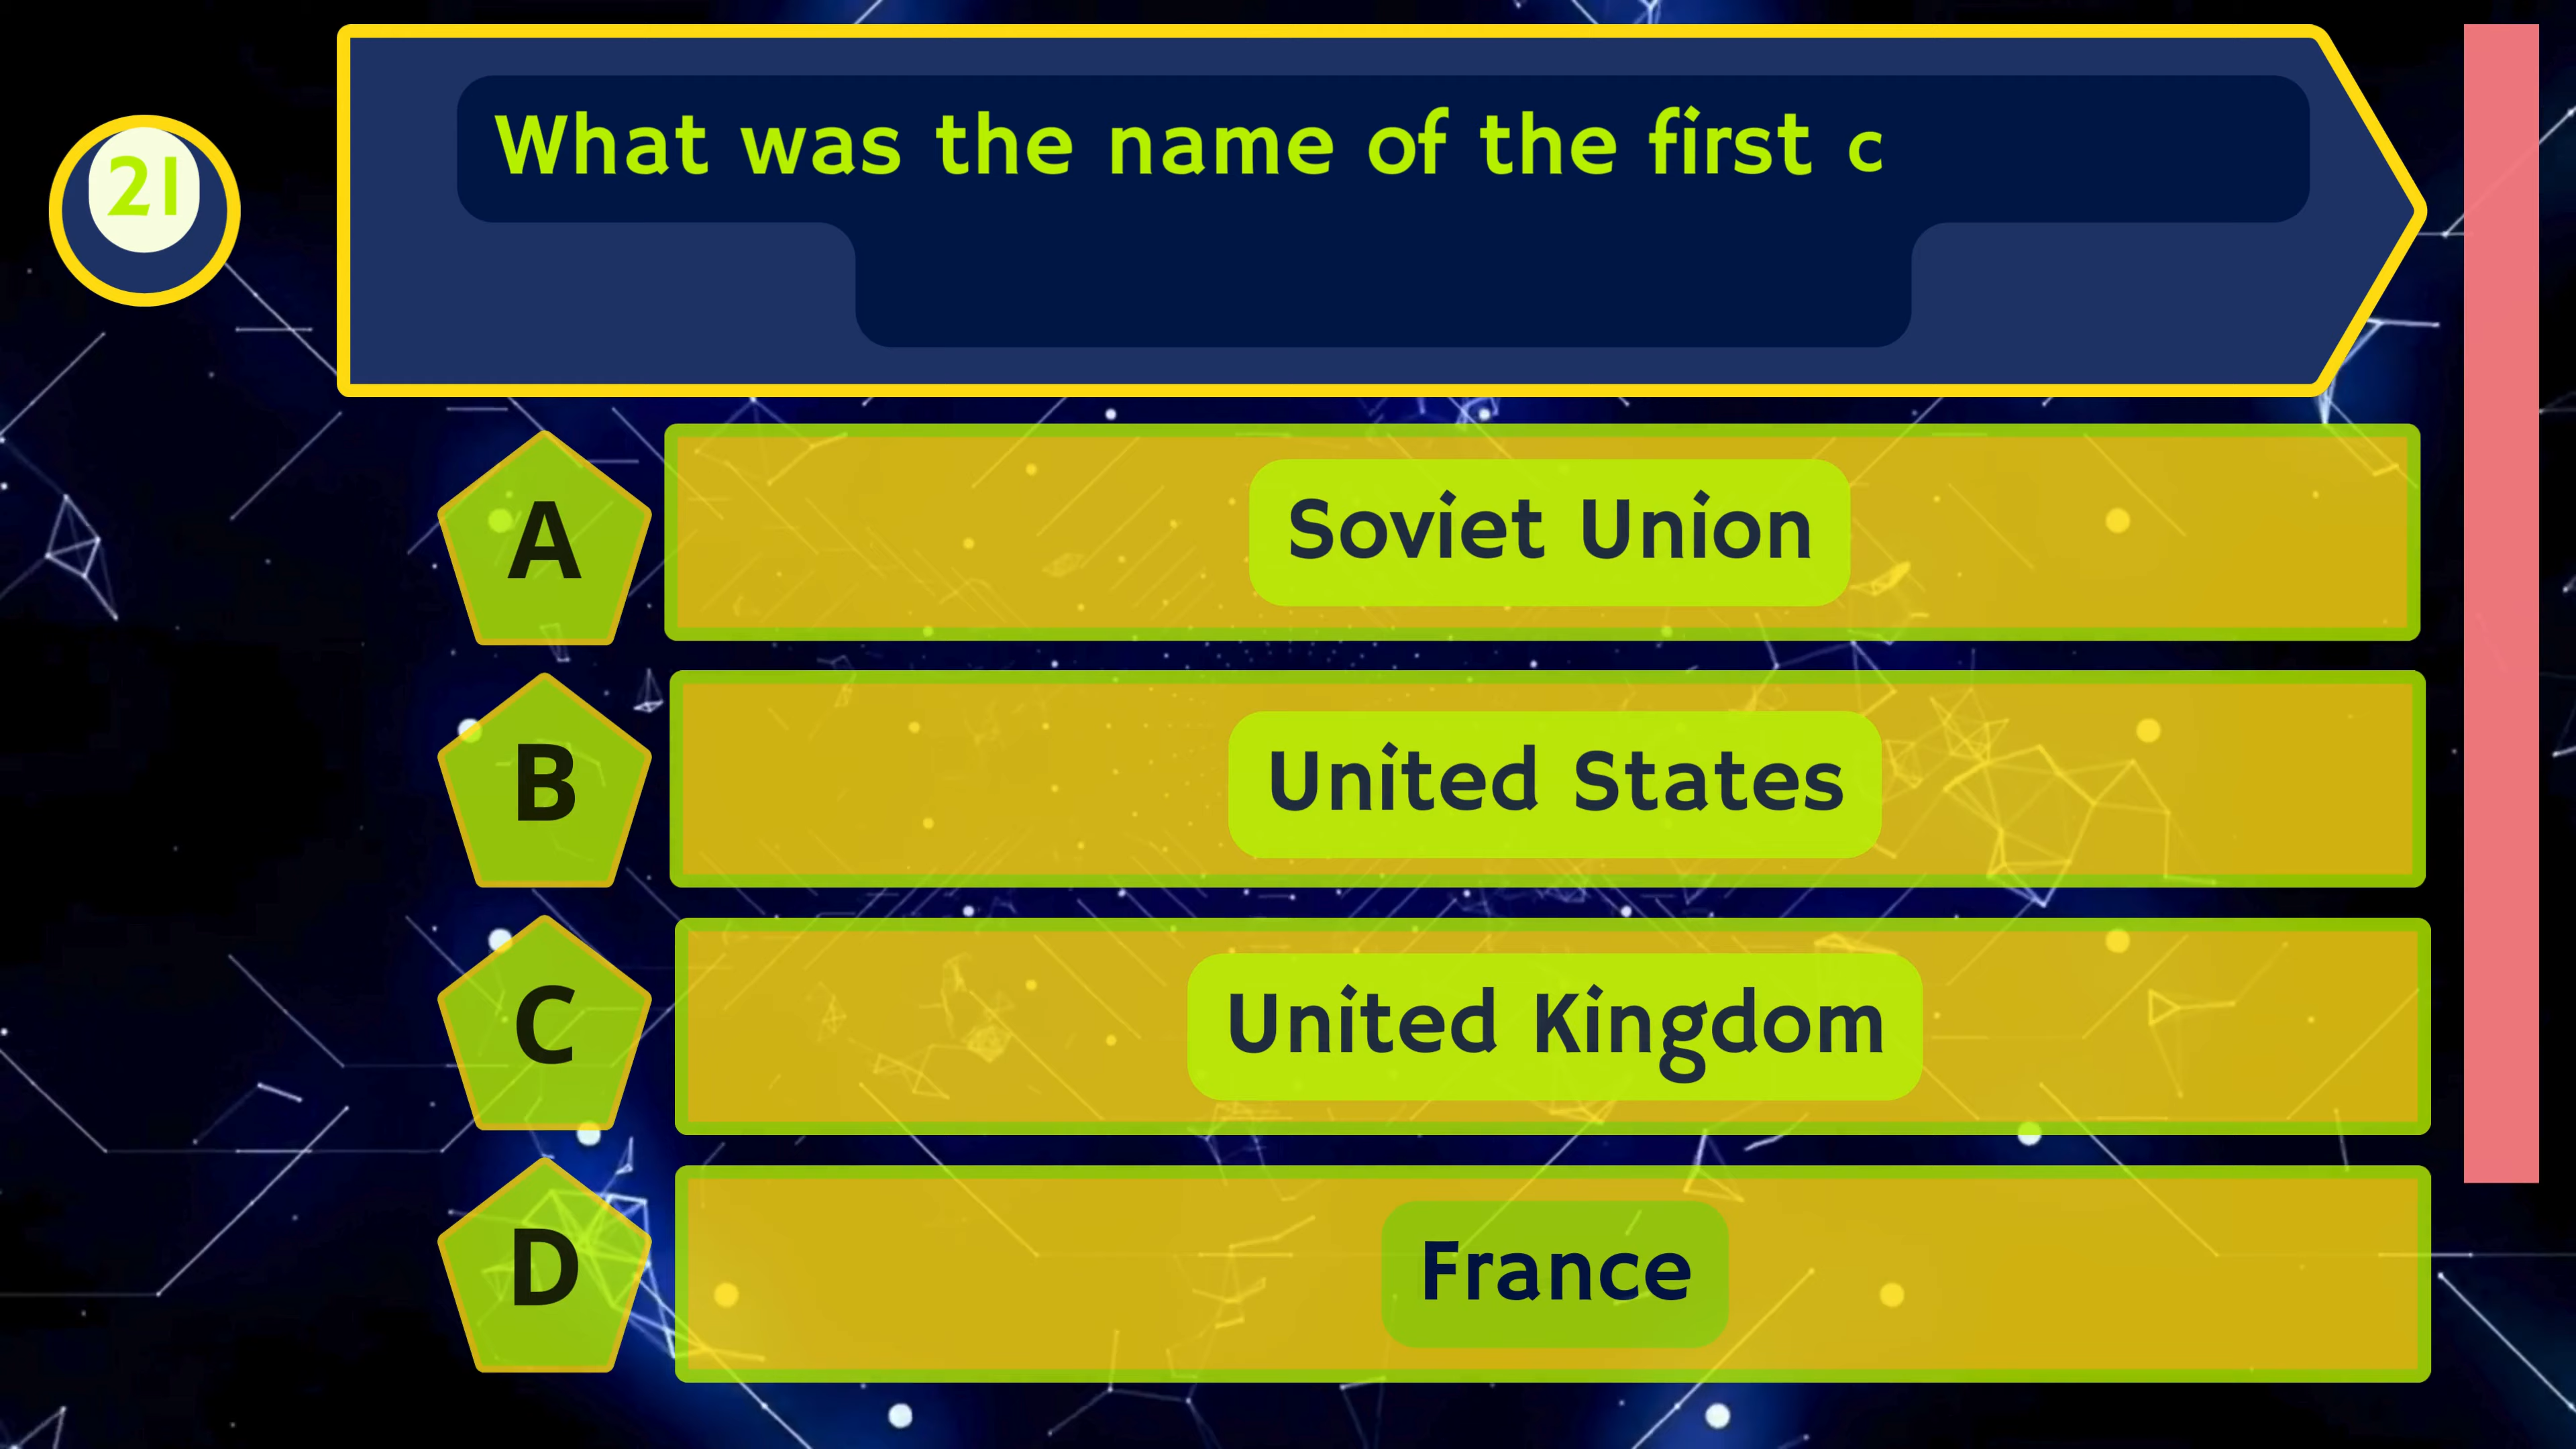 21
What was the name of the first c
A
Soviet Union
B
United States
C
United Kingdom
D
France